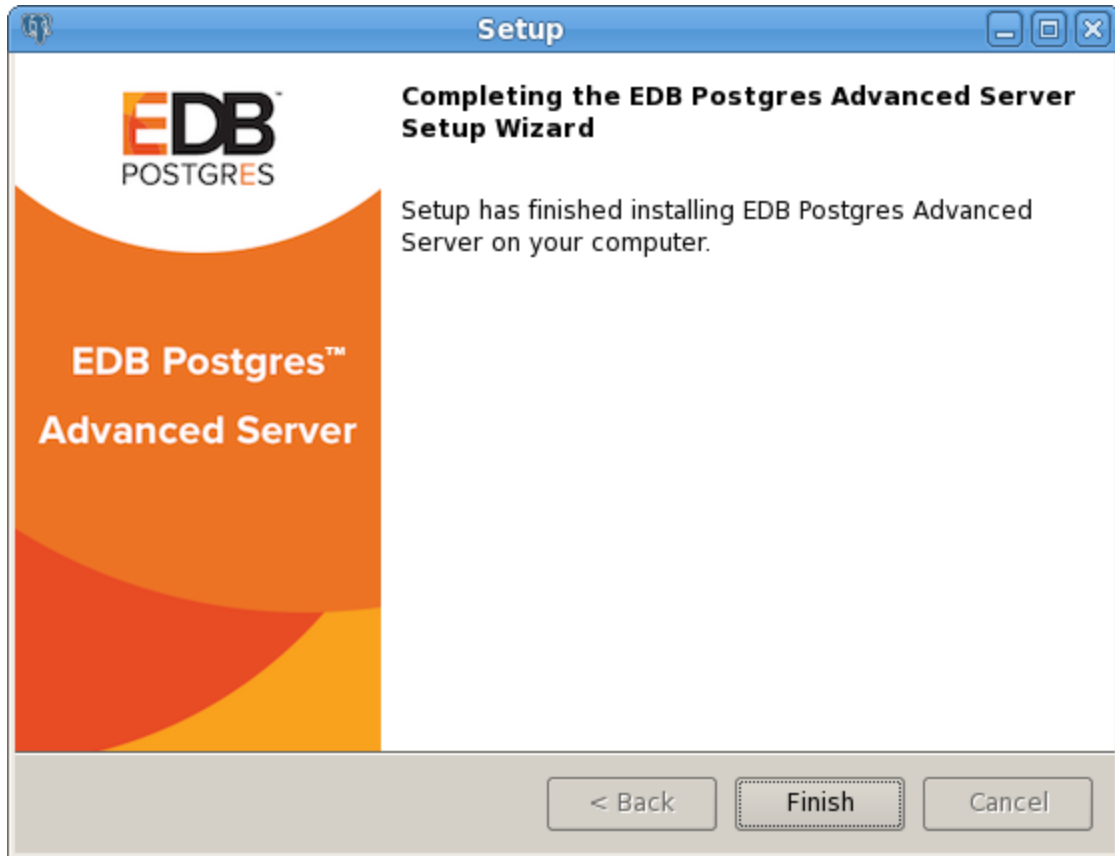 Setup
EDB™
POSTGRES
Completing the EDB Postgres Advanced Server
Setup Wizard
Setup has finished installing EDB Postgres Advanced
Server on your computer.
EDB Postgres™
Advanced Server
< Back
Finish
Cancel